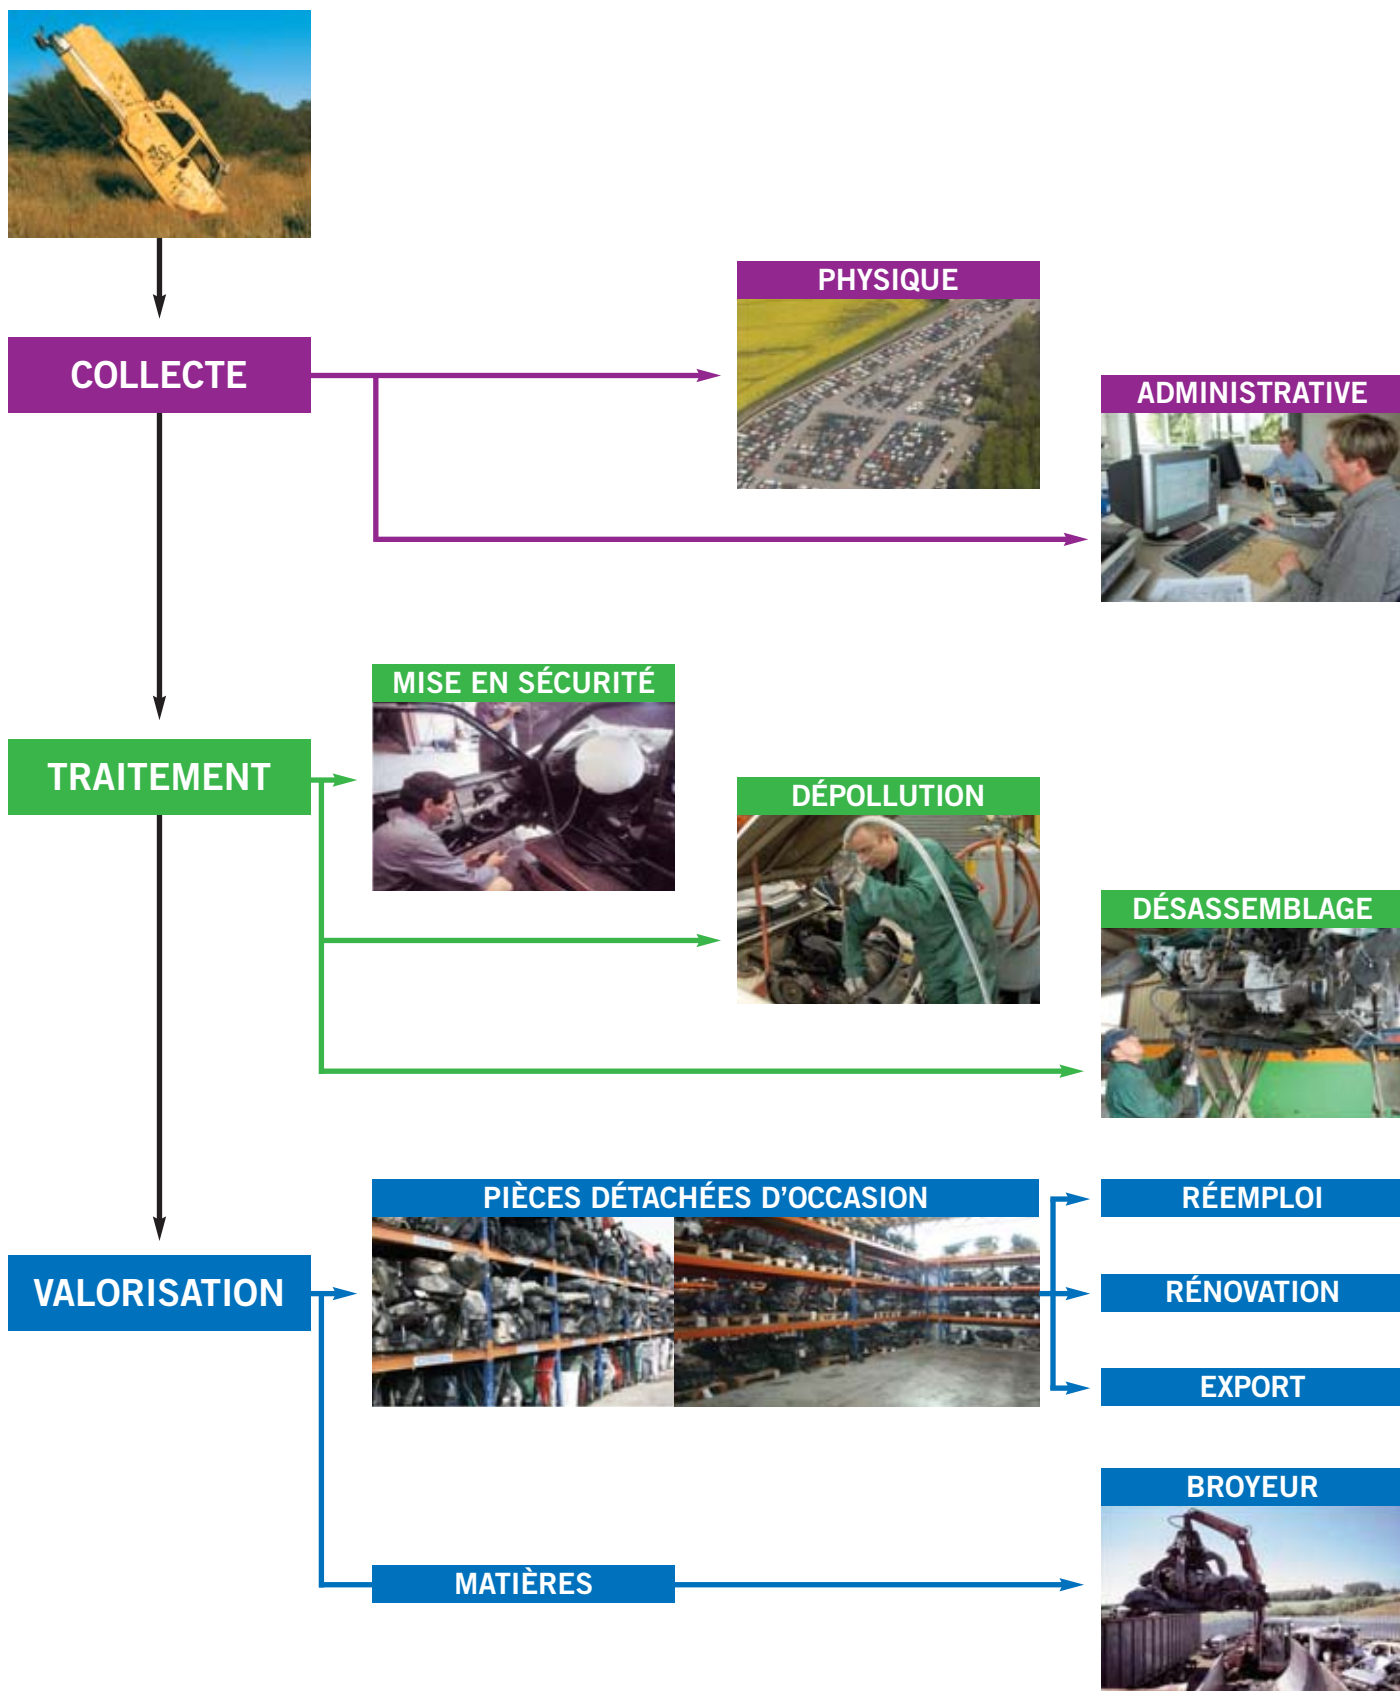 PHYSIQUE
COLLECTE
ADMINISTRATIVE
MISE EN SÉCURITÉ
TRAITEMENT
DÉPOLLUTION
DÉSASSEMBLAGE
PIÈCES DÉTACHÉES D'OCCASION
RÉEMPLOI
VALORISATION
RÉNOVATION
EXPORT
BROYEUR
MATIÈRES